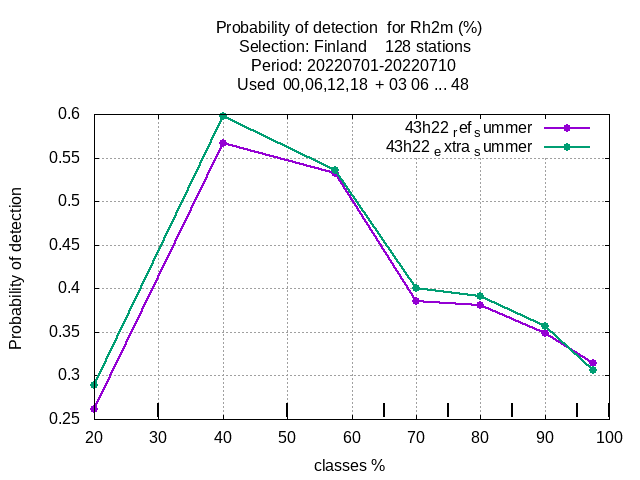 Probability of detection for Rh2m (%)
Selection: Finland 128 stations
Period: 20220701-20220710
Used 00,06,12,18 + 03 06 ... 48
43h22 ref summer
43h22 extra summer
0.6
0.55
0.5
0.45
0.4
0.35
0.3
0.25
Probability of detection
20 30 40 50 60 70 80 90 100
classes %